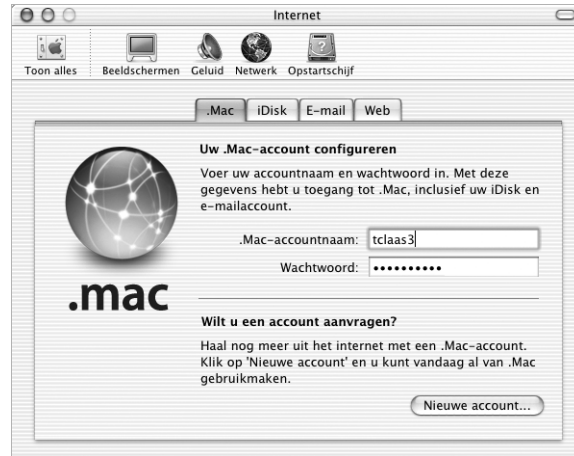 Internet
Toon alles Beeldschermen Geluid Netwerk Opstartschijf
.Mac iDisk E-mail Web
Uw .Mac-account configureren
Voer uw accountnaam en wachtwoord in. Met deze
gegevens hebt u toegang tot .Mac, inclusief uw iDisk en
e-mailaccount.
.Mac-accountnaam: tclaas3
Wachtwoord: ••••••••••
.mac
Wilt u een account aanvragen?
Haal nog meer uit het internet met een .Mac-account.
Klik op 'Nieuwe account' en u kunt vandaag al van .Mac
gebruikmaken.
Nieuwe account...